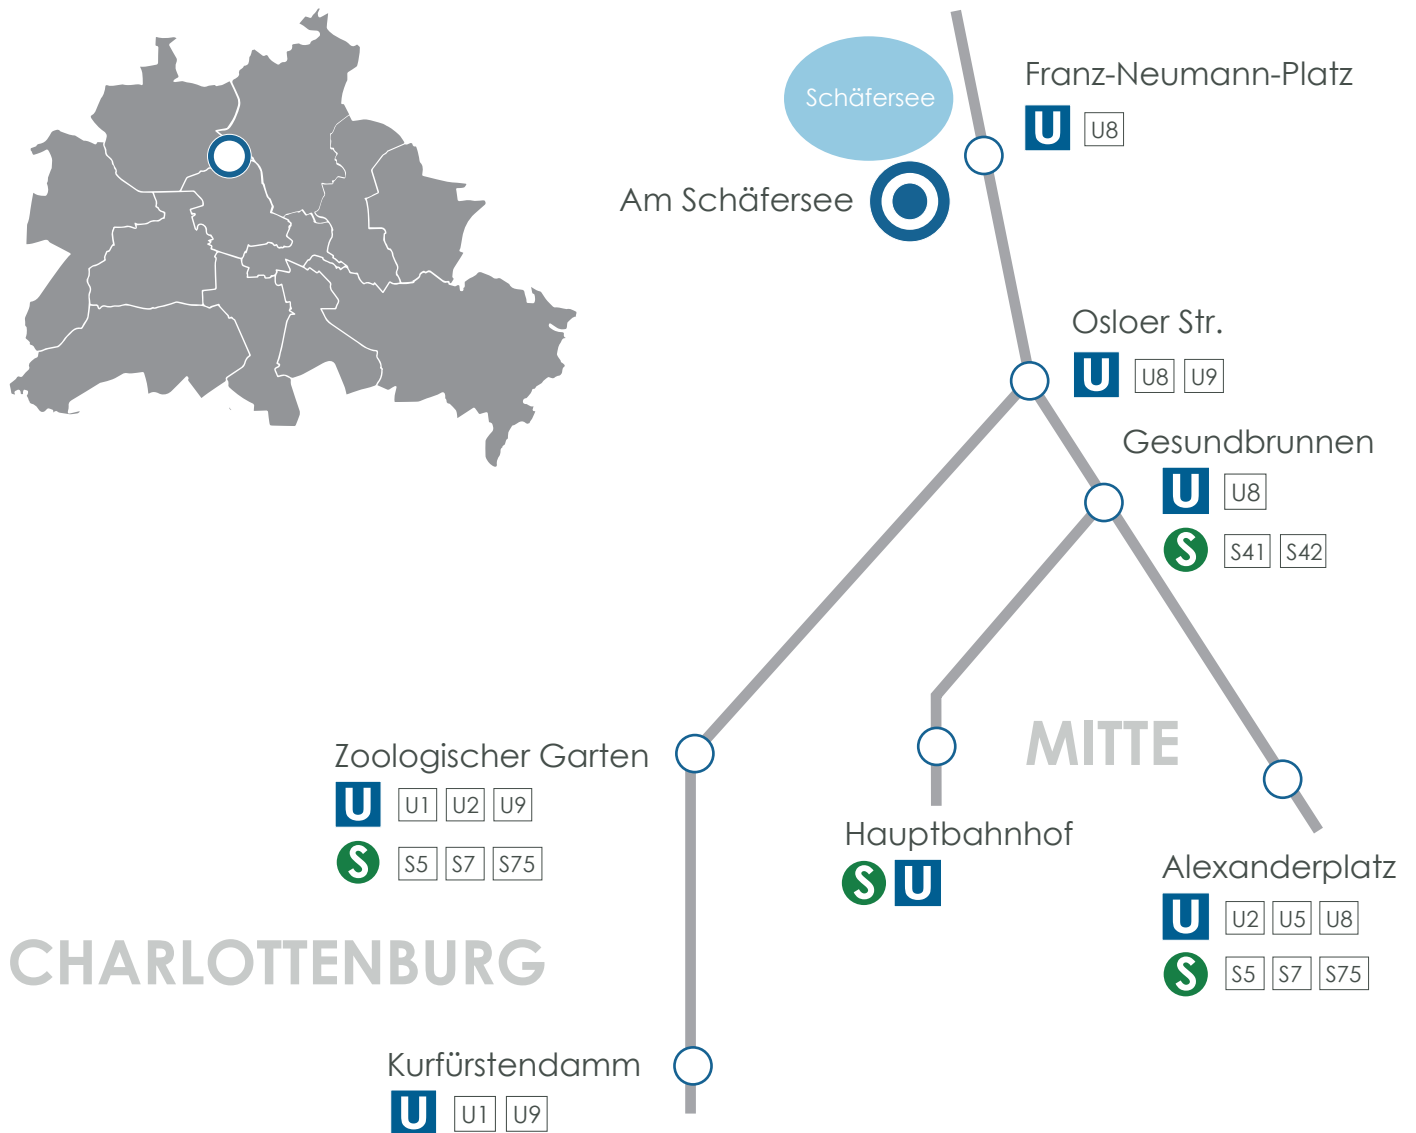 Schäfersee
Franz-Neumann-Platz
U U8
Am Schäfersee
Osloer Str.
U U8 U9
Gesundbrunnen
U U8
S S41 S42
MITTE
Zoologischer Garten
U U1 U2 U9
S S5 S7 S75
Hauptbahnhof
S U
Alexanderplatz
U U2 U5 U8
S S5 S7 S75
CHARLOTTENBURG
Kurfürstendamm
U U1 U9